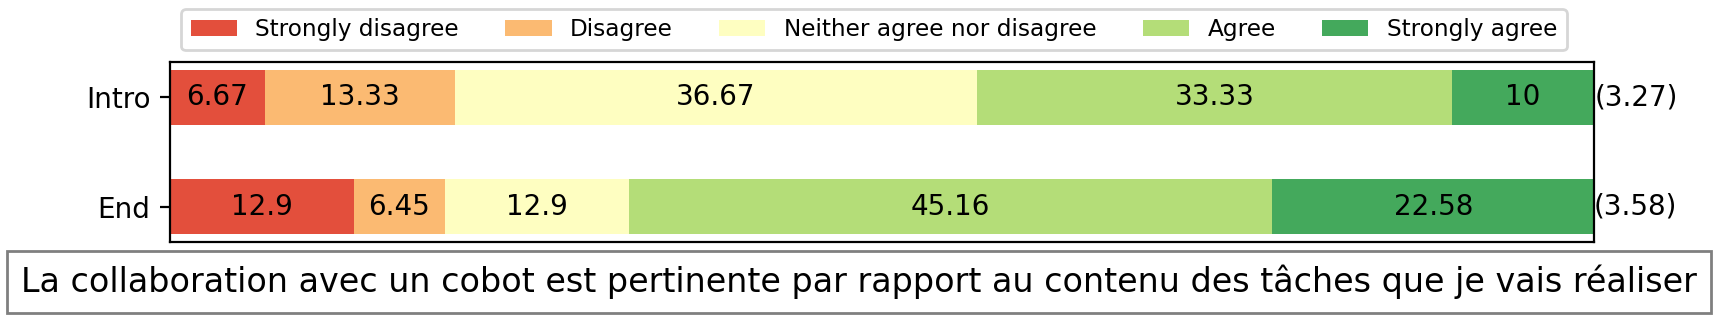 Strongly disagree Disagree Neither agree nor disagree Agree Strongly agree
Intro 6.67 13.33 36.67 33.33 10 (3.27)
End 12.9 6.45 12.9 45.16 22.58 (3.58)
La collaboration avec un cobot est pertinente par rapport au contenu des tâches que je vais réaliser